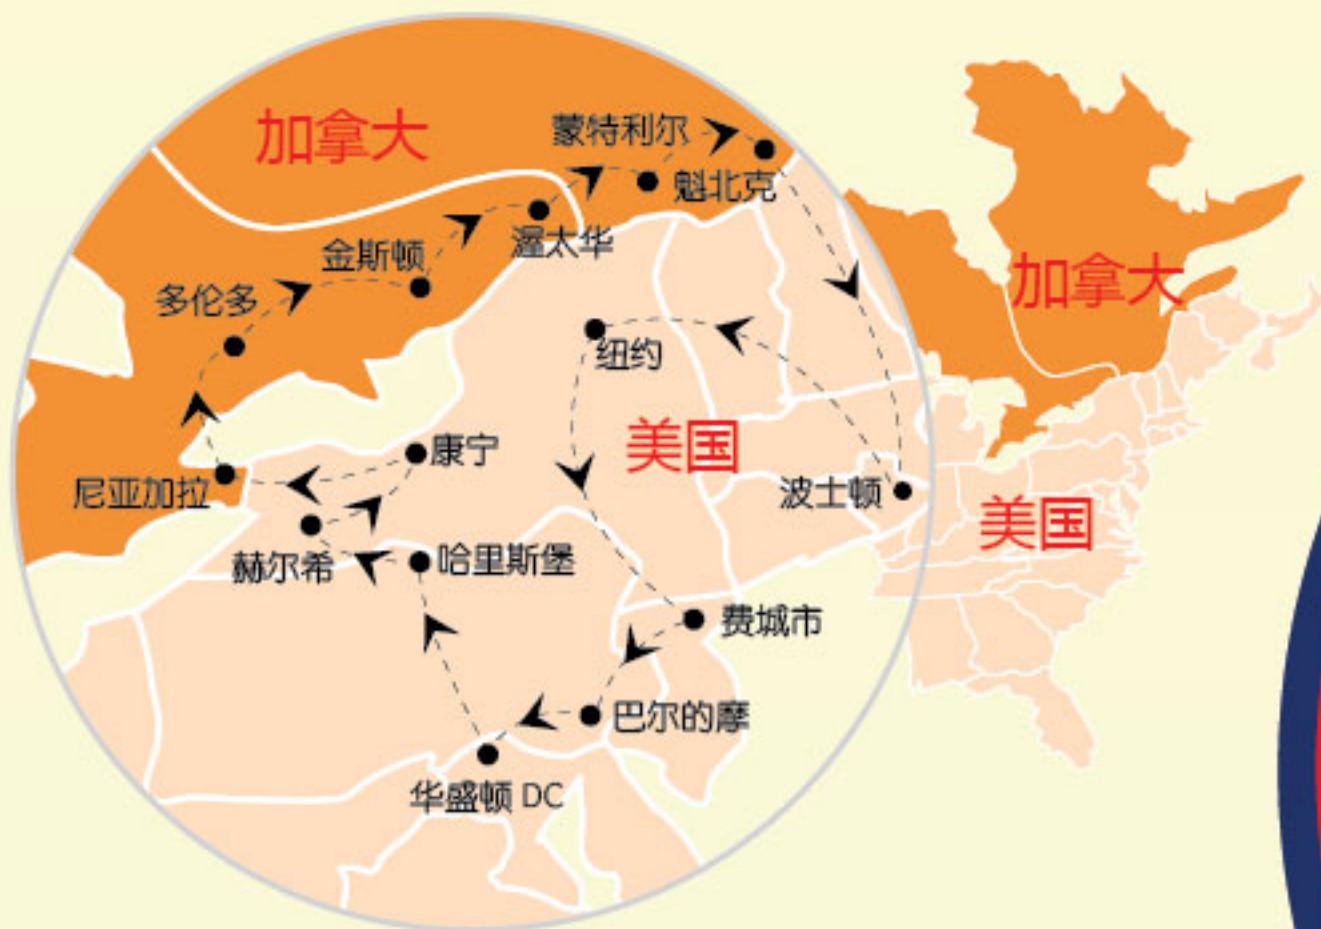 加拿大
蒙特利尔
魁北克
渥太华
金斯顿
多伦多
加拿大
纽约
美国
康宁
尼亚加拉
波士顿
美国
赫尔希
哈里斯堡
费城市
巴尔的摩
华盛顿 DC